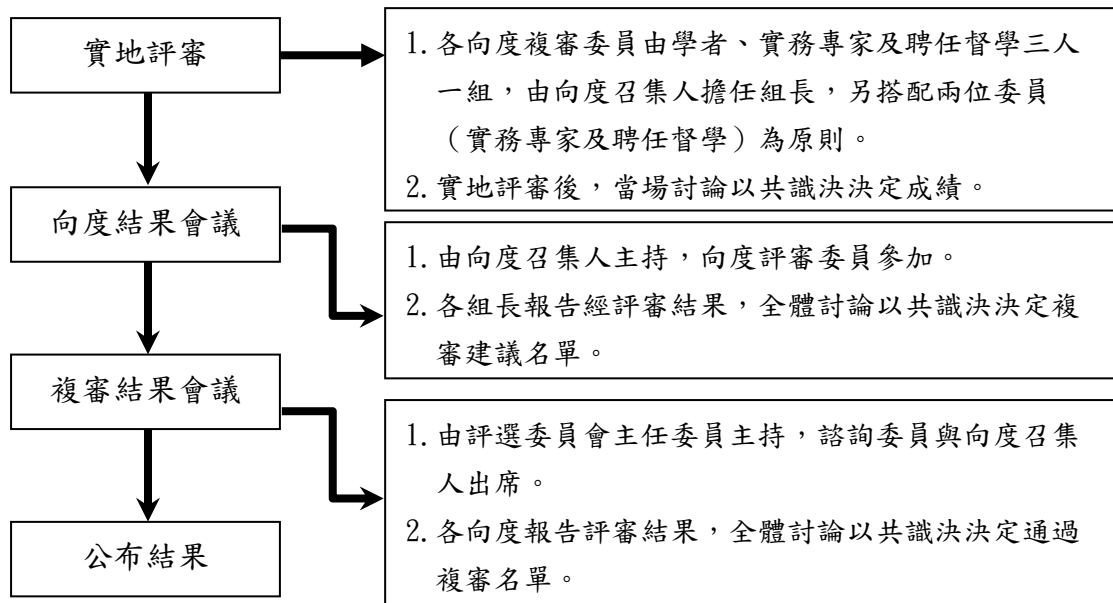 實地評審
1. 各向度複審委員由學者、實務專家及聘任督學三人
一組，由向度召集人擔任組長，另搭配兩位委員
（實務專家及聘任督學）為原則。
2. 實地評審後，當場討論以共識決決定成績。
向度結果會議
1. 由向度召集人主持，向度評審委員參加。
2. 各組長報告經評審結果，全體討論以共識決決定複
審建議名單。
複審結果會議
1. 由評選委員會主任委員主持，諮詢委員與向度召集
人出席。
2. 各向度報告評審結果，全體討論以共識決決定通過
複審名單。
公布結果